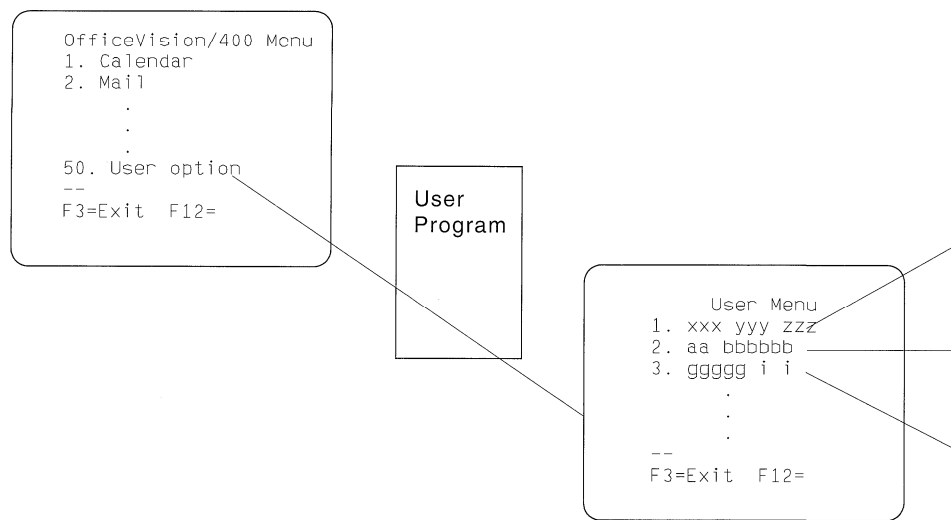 OfficeVision/400 Menu
1. Calendar
2. Mail
.
.
.
50. User option
--
F3=Exit F12=
User
Program
User Menu
1. xxx yyy zzz
2. aa bbbbbb
3. ggggg i i
.
.
.
--
F3=Exit F12=